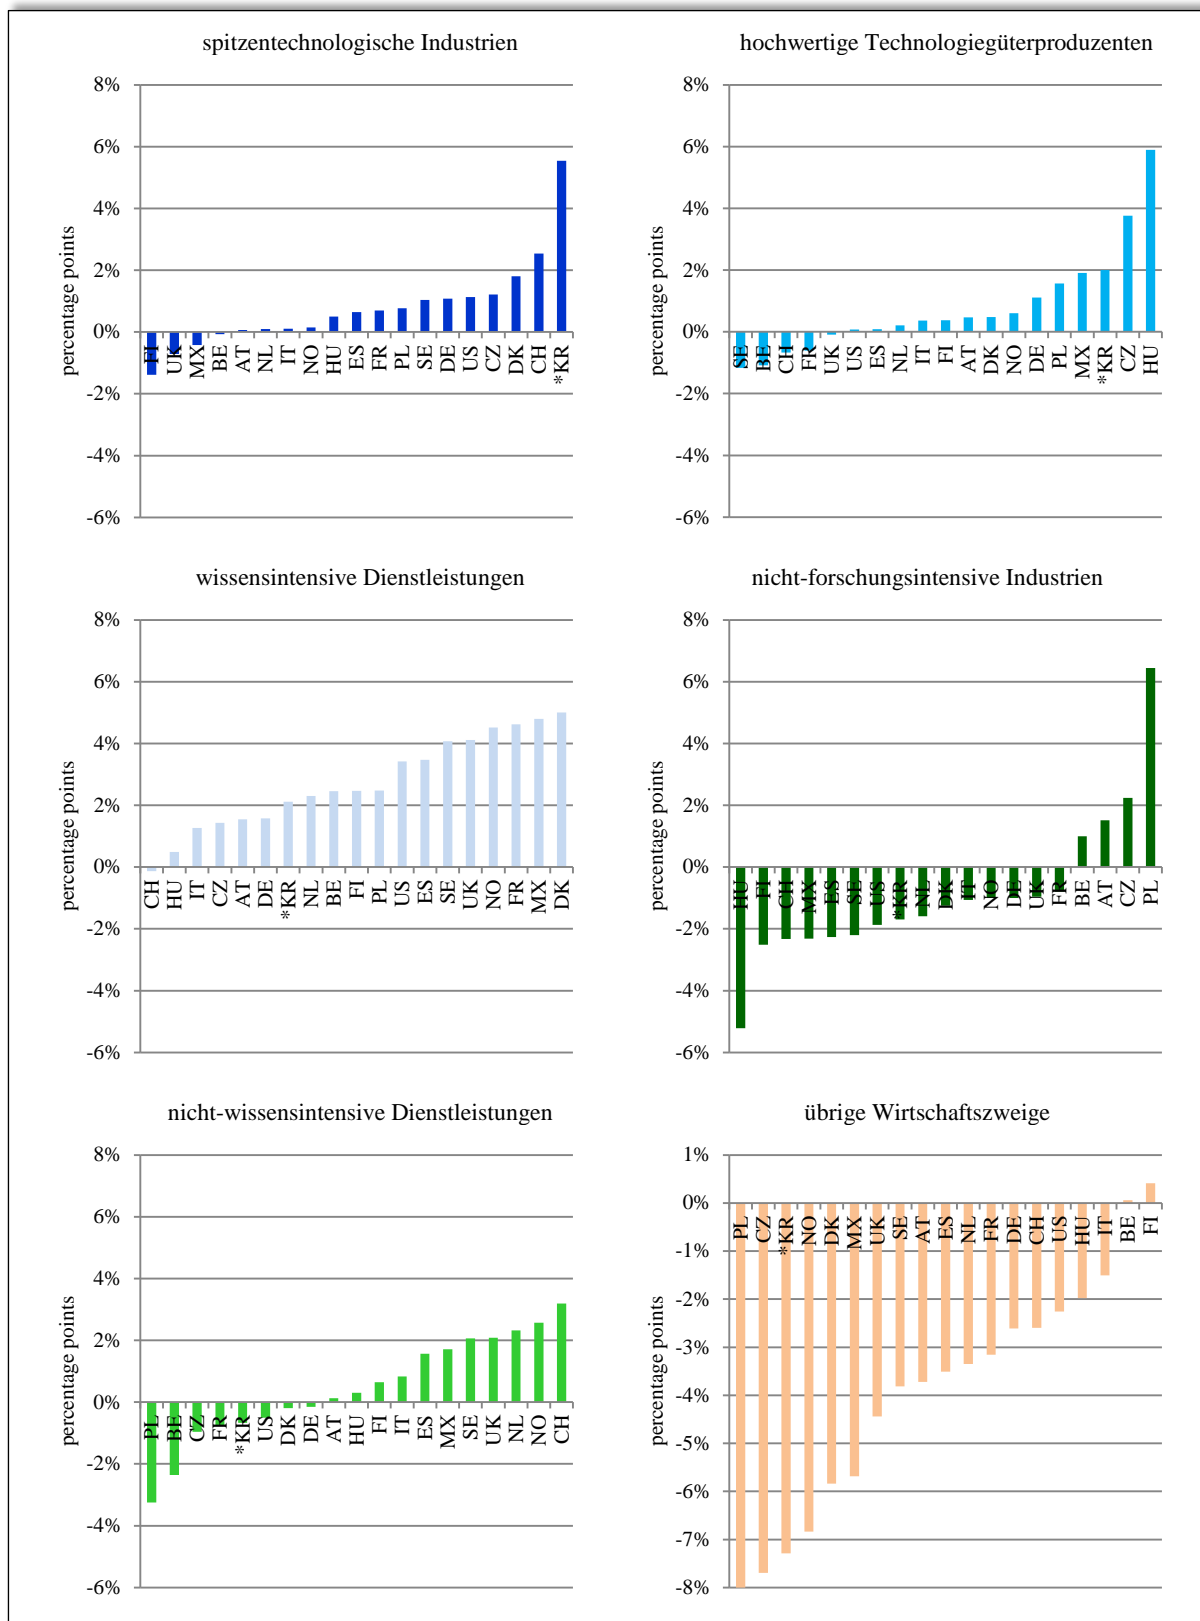 spitzentechnologische Industrien
8%
6%
4%
2%
0%
-2%
-4%
-6%
percentage points
FI UK MX BE AT NL IT NO HU ES FR PL SE DE US CZ DK CH *KR
hochwertige Technologiegüterproduzenten
8%
6%
4%
2%
0%
-2%
-4%
-6%
percentage points
SE BE CH FR UK US ES NL IT FI AT DK NO DE PL MX *KR CZ HU
wissensintensive Dienstleistungen
8%
6%
4%
2%
0%
-2%
-4%
-6%
percentage points
CH HU IT CZ AT DE *KR NL BE FI PL US ES SE UK NO FR MX DK
nicht-forschungsintensive Industrien
8%
6%
4%
2%
0%
-2%
-4%
-6%
percentage points
HU FI CH MX ES SE US *KR NL DK IT NO DE UK FR BE AT CZ PL
nicht-wissensintensive Dienstleistungen
8%
6%
4%
2%
0%
-2%
-4%
-6%
percentage points
PL BE CZ FR *KR US DK DE AT HU FI IT ES MX SE UK NL NO CH
übrige Wirtschaftszweige
1%
0%
-1%
-2%
-3%
-4%
-5%
-6%
-7%
-8%
percentage points
PL CZ *KR NO DK MX UK SE AT ES NL FR DE CH US HU IT BE FI